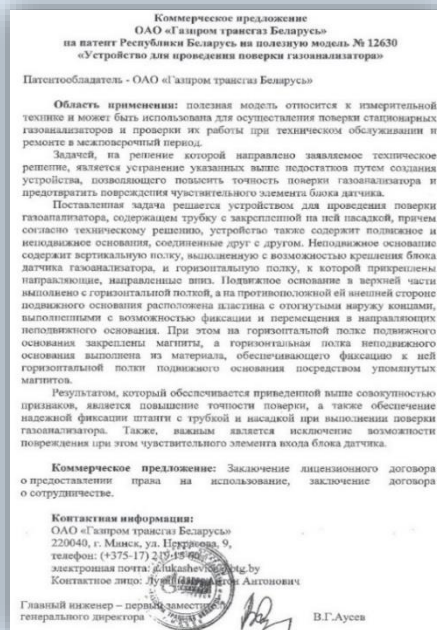 Коммерческое предложение
ОАО «Газпром трансгаз Беларусь»
на патент Республики Беларусь на полезную модель № 12630
«Устройство для проведения поверки газоанализатора»
Патентообладатель - ОАО «Газпром трансгаз Беларусь»
Область применения: полезная модель относится к измерительной
технике и может быть использована для осуществления поверки стационарных
газоанализаторов и проверки их работы при техническом обслуживании и
ремонте в межповерочный период.
Задачей, на решение которой направлено заявляемое техническое
решение, является устранение указанных выше недостатков путем создания
устройства, позволяющего повысить точность поверки газоанализатора и
предотвратить повреждения чувствительного элемента блока датчика.
Поставленная задача решается устройством для проведения поверки
газоанализатора, содержащем трубку с закрепленной на ней насадкой, причем
согласно техническому решению, устройство также содержит подвижное и
неподвижное основания, соединенные друг с другом. Неподвижное основание
содержит вертикальную полку, выполненную с возможностью крепления блока
датчика газоанализатора, и горизонтальную полку, к которой прикреплены
направляющие, направленные вниз. Подвижное основание в верхней части
выполнено с горизонтальной полкой, а на противоположной ей внешней стороне
подвижного основания расположена пластина с отогнутыми наружу концами,
выполненными с возможностью фиксации и перемещения в направляющих
неподвижного основания. При этом на горизонтальной полке подвижного
основания закреплены магниты, а горизонтальная полка неподвижного
основания выполнена из материала, обеспечивающего фиксацию к ней
горизонтальной полки подвижного основания посредством упомянутых
магнитов.
Результатом, который обеспечивается приведенной выше совокупностью
признаков, является повышение точности поверки, а также обеспечение
надежной фиксации штанги с трубкой и насадкой при выполнении поверки
газоанализатора. Также, важным является исключение возможности
повреждения при этом чувствительного элемента входа блока датчика.
Коммерческое предложение: Заключение лицензионного договора
о предоставлении права на использование, заключение договора
о сотрудничестве.
Контактная информация:
ОАО «Газпром трансгаз Беларусь»
220040, г. Минск, ул. Некрасова, 9,
телефон: (+375-17)
электронная почта:
Контактное лицо: Антон Антонович
Главный инженер – первый заместитель
генерального директора В.Г.Аусев